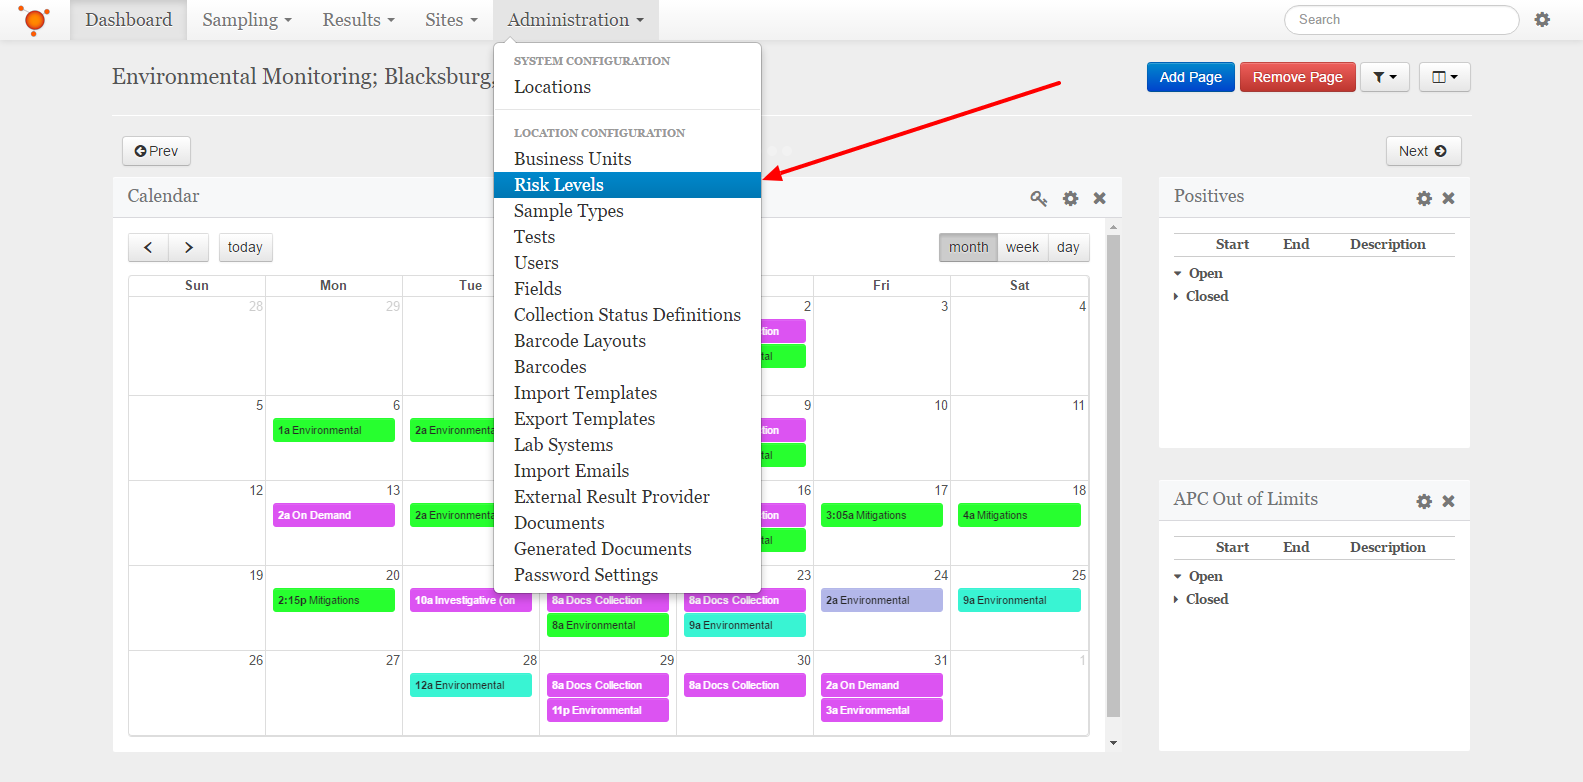 Dashboard Sampling Results Sites Administration Search
SYSTEM CONFIGURATION
Locations
LOCATION CONFIGURATION
Business Units
Risk Levels
Sample Types
Tests
Users
Fields
Collection Status Definitions
Barcode Layouts
Barcodes
Import Templates
Export Templates
Lab Systems
Import Emails
External Result Provider
Documents
Generated Documents
Password Settings
Environmental Monitoring; Blacksburg,
Add Page Remove Page
Prev Next
Calendar
today month week day
Sun Mon Tue Fri Sat
28 29 2 3 4
tion
tal
5 6 9 10 11
1a Environmental 2a Environmenta tion
tal
12 13 16 17 18
2a On Demand 2a Environmenta tion 3:05a Mitigations 4a Mitigations
tal
19 20 23 24 25
2:15p Mitigations 10a Investigative (on 8a Docs Collection 8a Docs Collection 2a Environmental 9a Environmental
8a Environmental 9a Environmental
26 27 28 29 30 31 1
12a Environmental 8a Docs Collection 8a Docs Collection 2a On Demand
11p Environmental 3a Environmental
Positives
Start End Description
Open
Closed
APC Out of Limits
Start End Description
Open
Closed